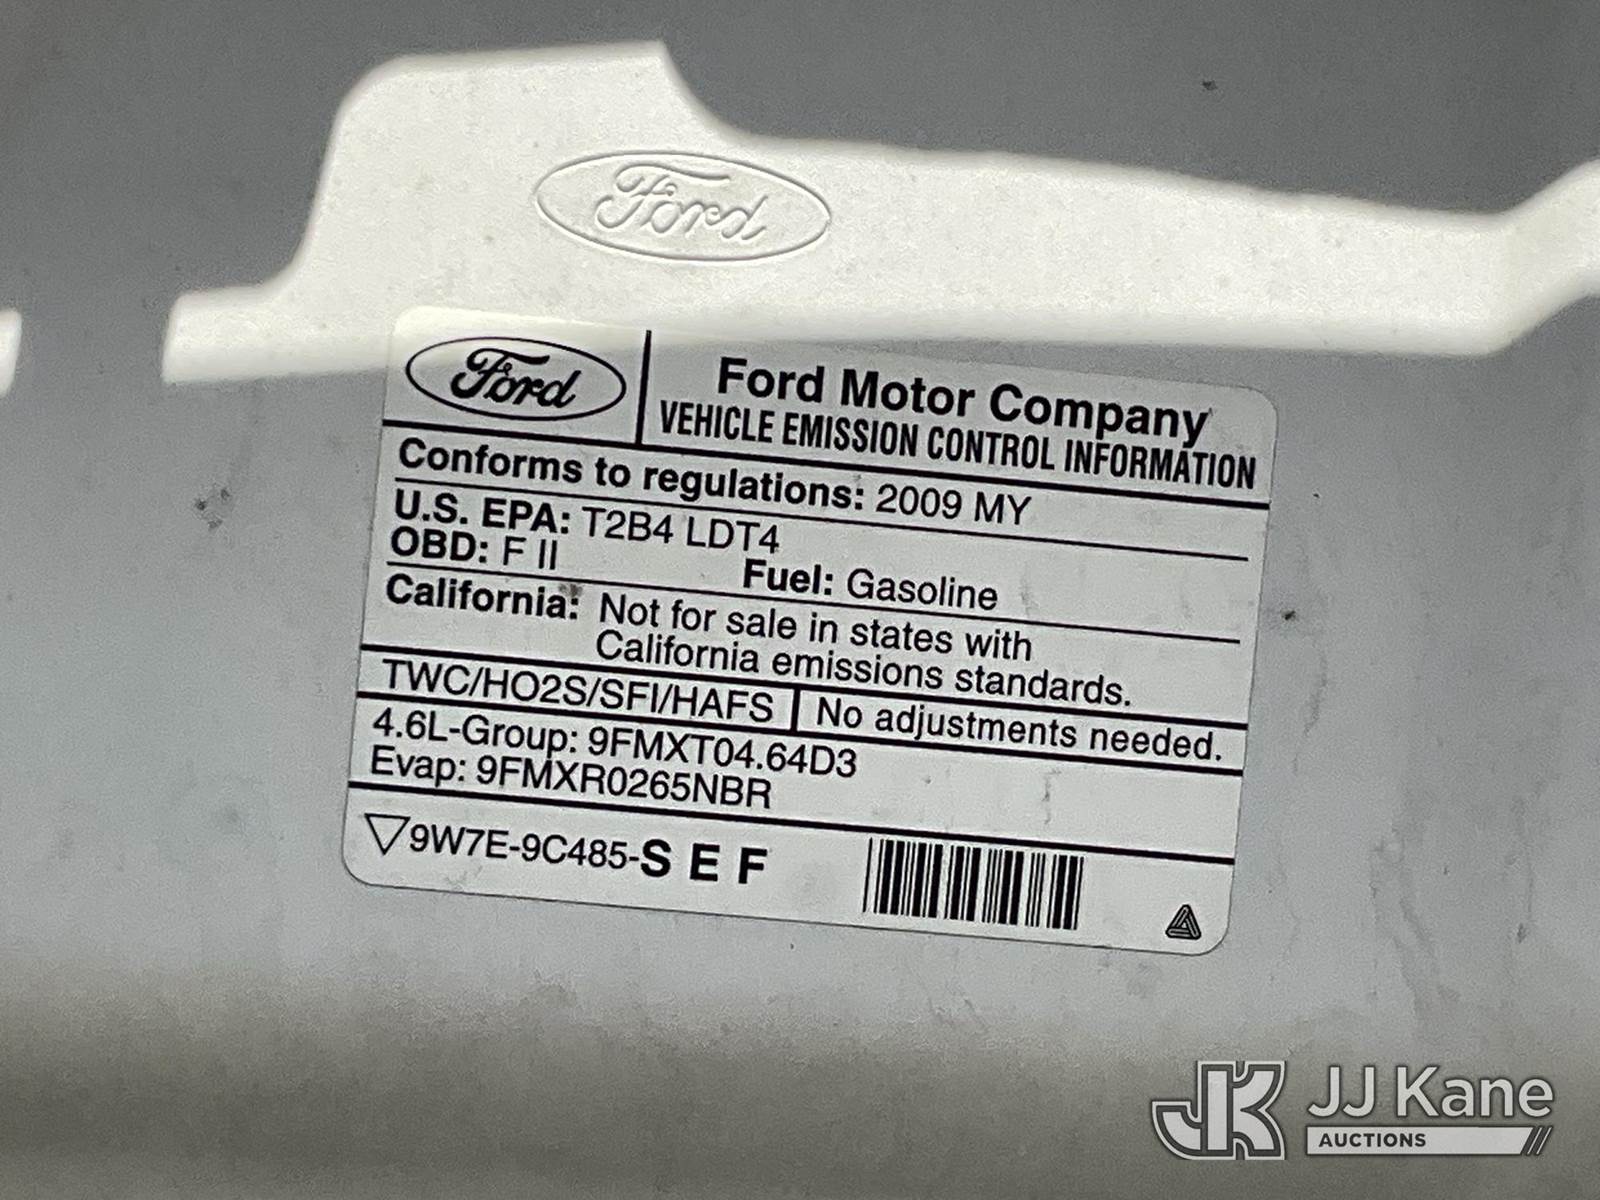 Ford
Ford
Ford Motor Company
VEHICLE EMISSION CONTROL INFORMATION
Conforms to regulations: 2009 MY
U.S. EPA: T2B4 LDT4
OBD: F II Fuel: Gasoline
California: Not for sale in states with
California emissions standards.
TWC/HO2S/SFI/HAFS No adjustments needed.
4.6L-Group: 9FMXT04.64D3
Evap: 9FMXR0265NBR
9W7E-9C485-S E F
JK JJ Kane
AUCTIONS